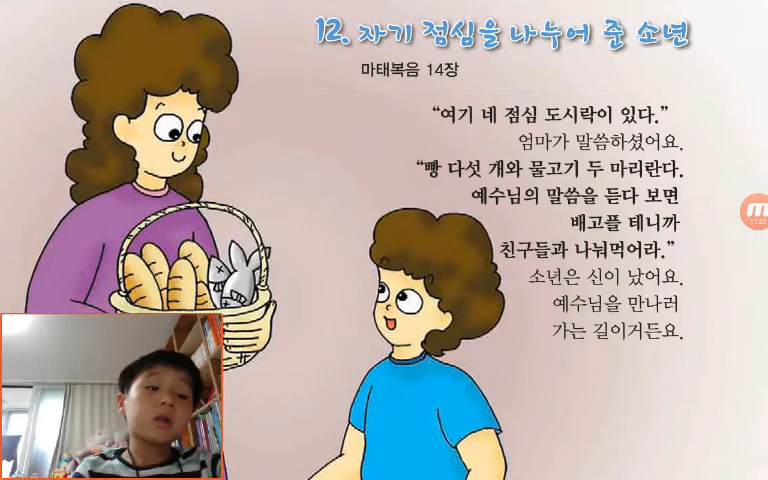 12. 자기 점심을 나누어 준 소년
마태복음 14장
“여기 네 점심 도시락이 있다.”
엄마가 말씀하셨어요.
“빵 다섯 개와 물고기 두 마리란다.
예수님의 말씀을 듣다 보면
배고플 테니까
친구들과 나눠먹어라.”
소년은 신이 났어요.
예수님을 만나러
가는 길이거든요.
M
11:21